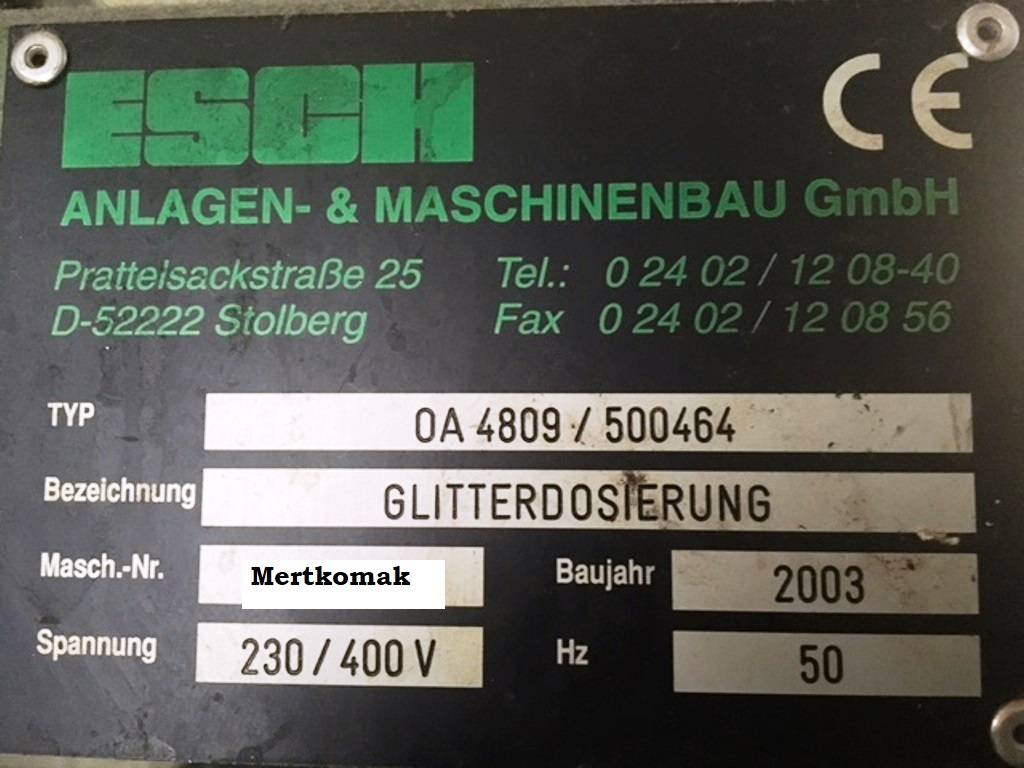 ESCH
CE
ANLAGEN- & MASCHINENBAU GmbH
Prattelsackstraße 25 Tel.: 0 24 02 / 12 08-40
D-52222 Stolberg Fax 0 24 02 / 12 08 56
TYP OA 4809 / 500464
Bezeichnung GLITTERDOSIERUNG
Masch.-Nr. Mertkomak Baujahr 2003
Spannung 230 / 400 V Hz 50